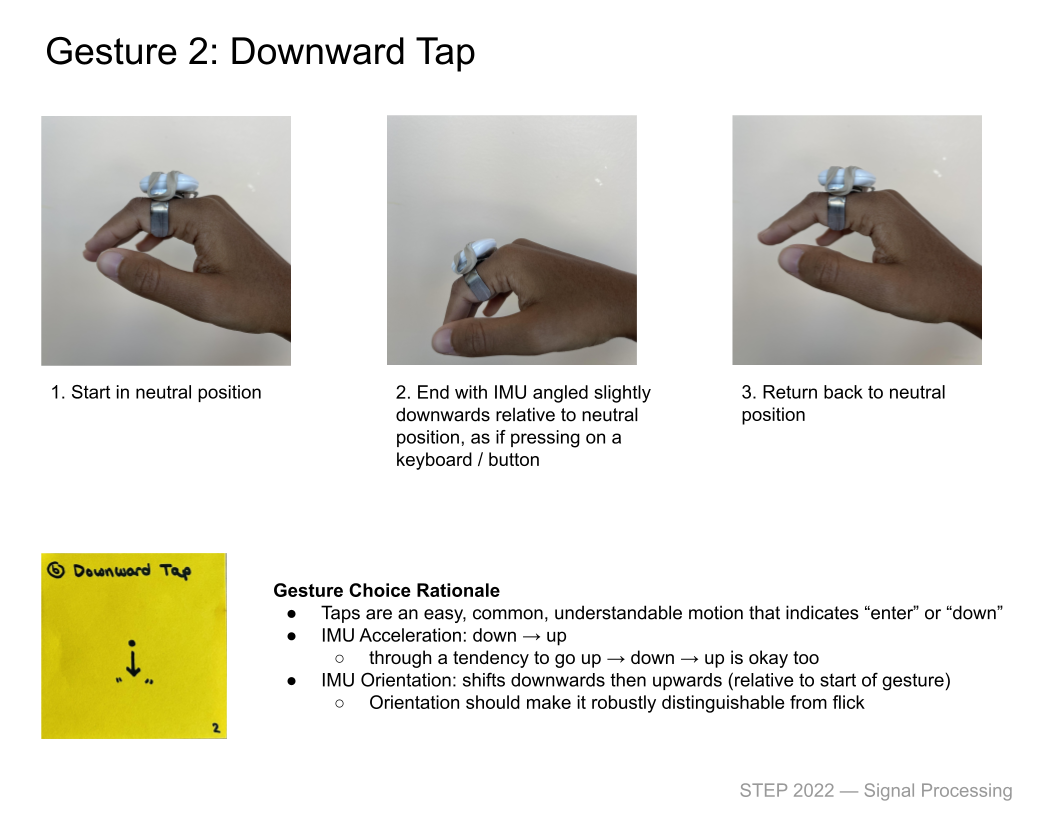 Gesture 2: Downward Tap
1. Start in neutral position
2. End with IMU angled slightly
downwards relative to neutral
position, as if pressing on a
keyboard / button
3. Return back to neutral
position
⑥ Downward Tap
2
Gesture Choice Rationale
● Taps are an easy, common, understandable motion that indicates “enter” or “down”
● IMU Acceleration: down → up
○ through a tendency to go up → down → up is okay too
● IMU Orientation: shifts downwards then upwards (relative to start of gesture)
○ Orientation should make it robustly distinguishable from flick
STEP 2022 — Signal Processing